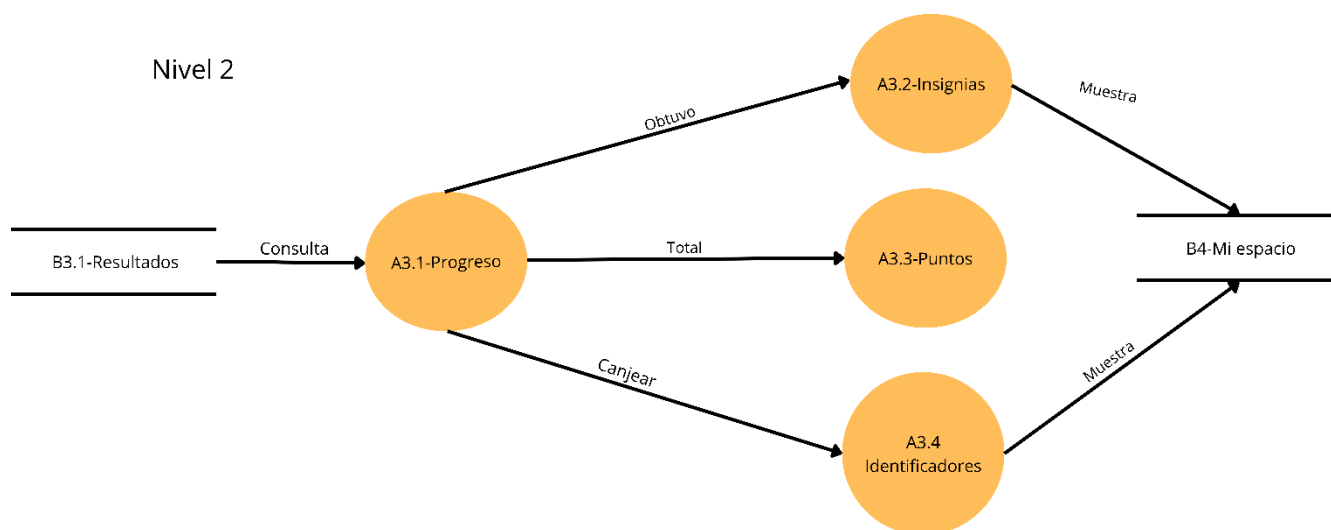 Nivel 2
A3.2-Insignias
Muestra
Obtuvo
B3.1-Resultados
Consulta
A3.1-Progreso
Total
A3.3-Puntos
B4-Mi espacio
Canjear
Muestra
A3.4
Identificadores